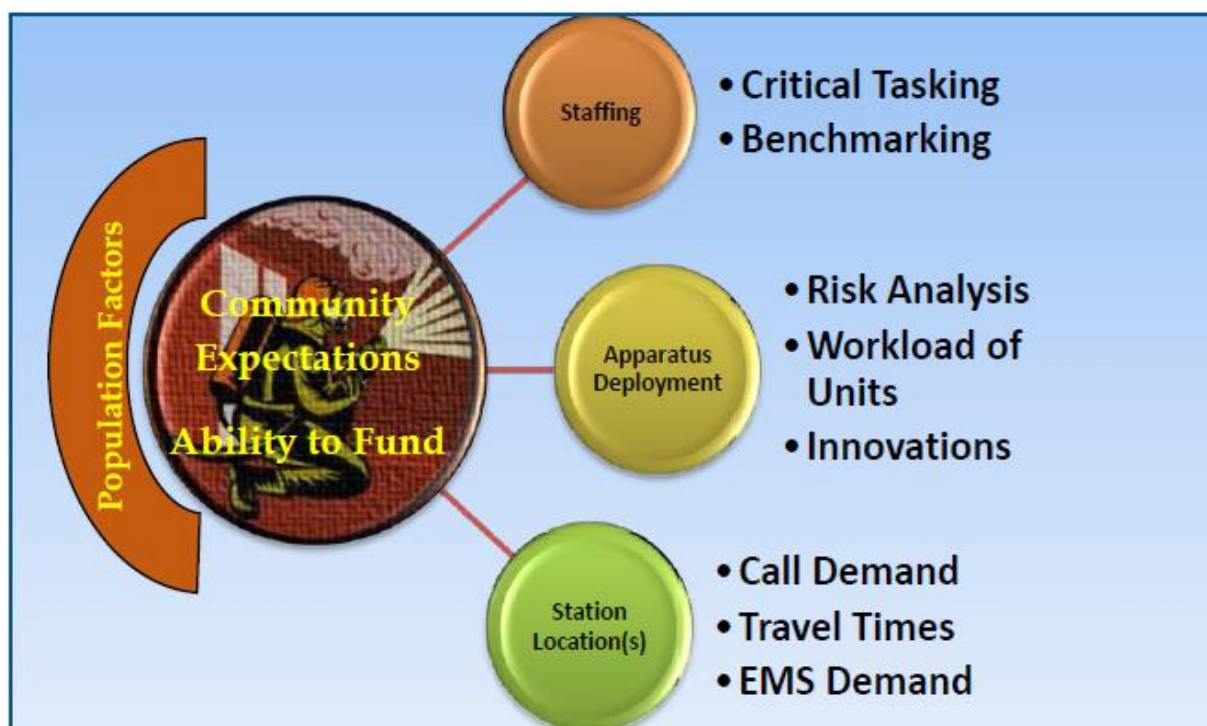 Population Factors
Community
Expectations
Ability to Fund
Staffing
• Critical Tasking
• Benchmarking
Apparatus
Deployment
• Risk Analysis
• Workload of
Units
• Innovations
Station
Location(s)
• Call Demand
• Travel Times
• EMS Demand